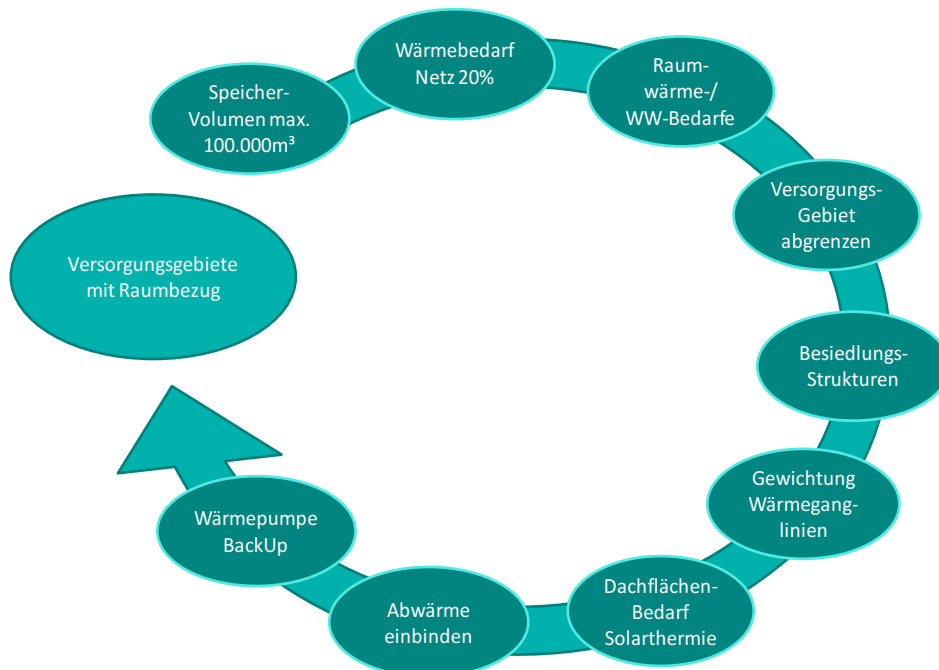 Speicher-
Volumen max.
100.000m³
Wärmebedarf
Netz 20%
Raum-
wärme-/
WW-Bedarfe
Versorgungs-
Gebiet
abgrenzen
Besiedlungs-
Strukturen
Gewichtung
Wärmegang-
linien
Dachflächen-
Bedarf
Solarthermie
Abwärme
einbinden
Wärmepumpe
BackUp
Versorgungsgebiete
mit Raumbezug